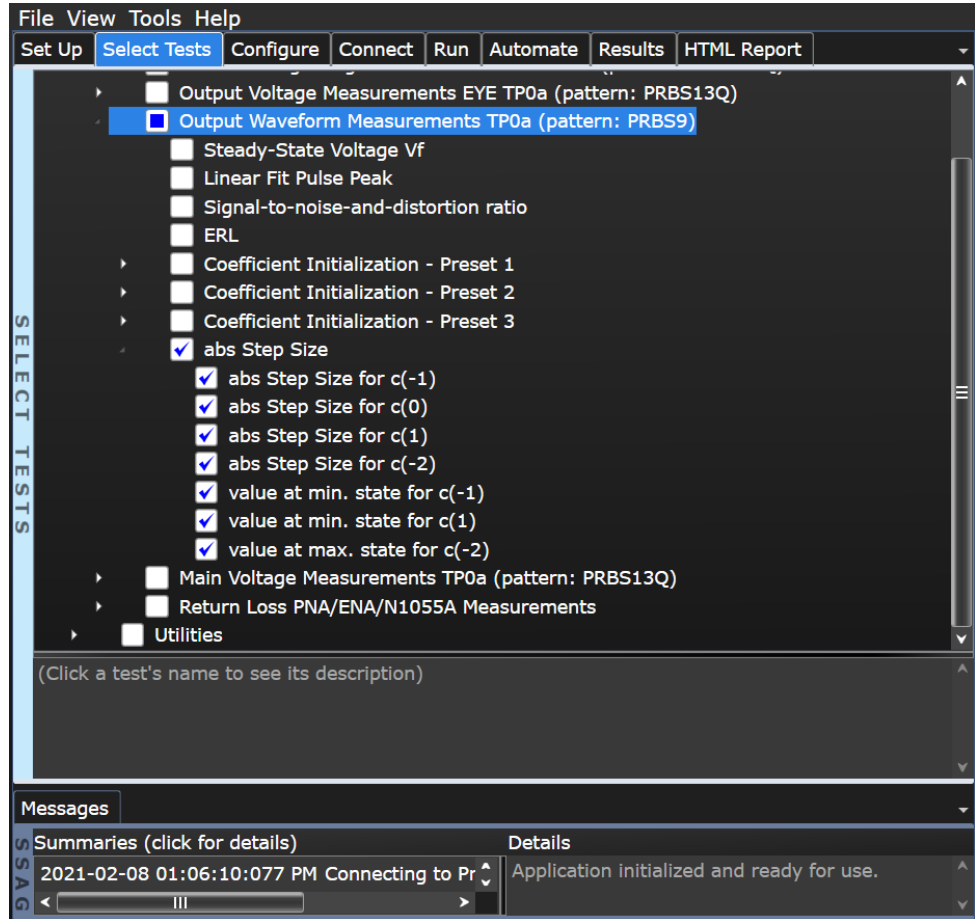 File View Tools Help
Set Up Select Tests Configure Connect Run Automate Results HTML Report
Output Voltage Measurements EYE TP0a (pattern: PRBS13Q)
Output Waveform Measurements TP0a (pattern: PRBS9)
Steady-State Voltage Vf
Linear Fit Pulse Peak
Signal-to-noise-and-distortion ratio
ERL
Coefficient Initialization - Preset 1
Coefficient Initialization - Preset 2
Coefficient Initialization - Preset 3
abs Step Size
abs Step Size for c(-1)
abs Step Size for c(0)
abs Step Size for c(1)
abs Step Size for c(-2)
value at min. state for c(-1)
value at min. state for c(1)
value at max. state for c(-2)
Main Voltage Measurements TP0a (pattern: PRBS13Q)
Return Loss PNA/ENA/N1055A Measurements
Utilities
SELECT TESTS
(Click a test's name to see its description)
Messages
Summaries (click for details) Details
2021-02-08 01:06:10:077 PM Connecting to Pr Application initialized and ready for use.
SSAG